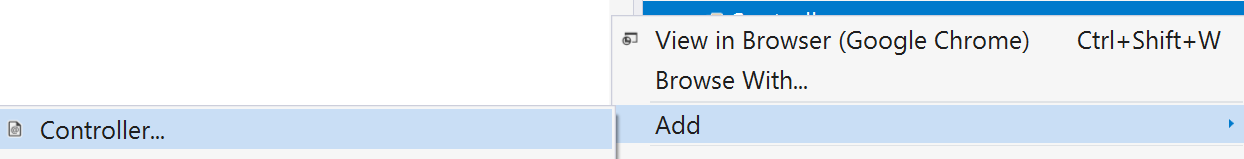 View in Browser (Google Chrome) Ctrl+Shift+W
Browse With...
Add
Controller...